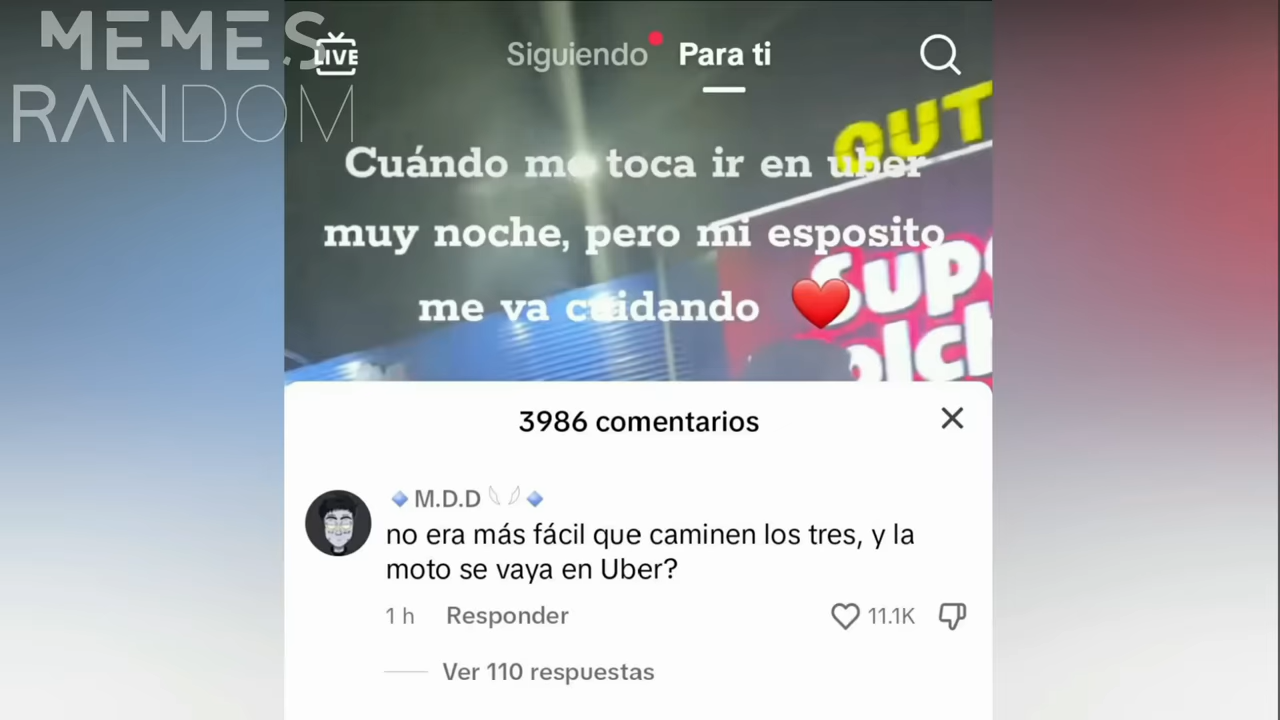 MEMES
RANDOM
LIVE
Siguiendo
Para ti
OUT
Cuándo me toca ir en uber
muy noche, pero mi esposito
me va cuidando
3986 comentarios
M.D.D
no era más fácil que caminen los tres, y la
moto se vaya en Uber?
1 h Responder 11.1K
Ver 110 respuestas